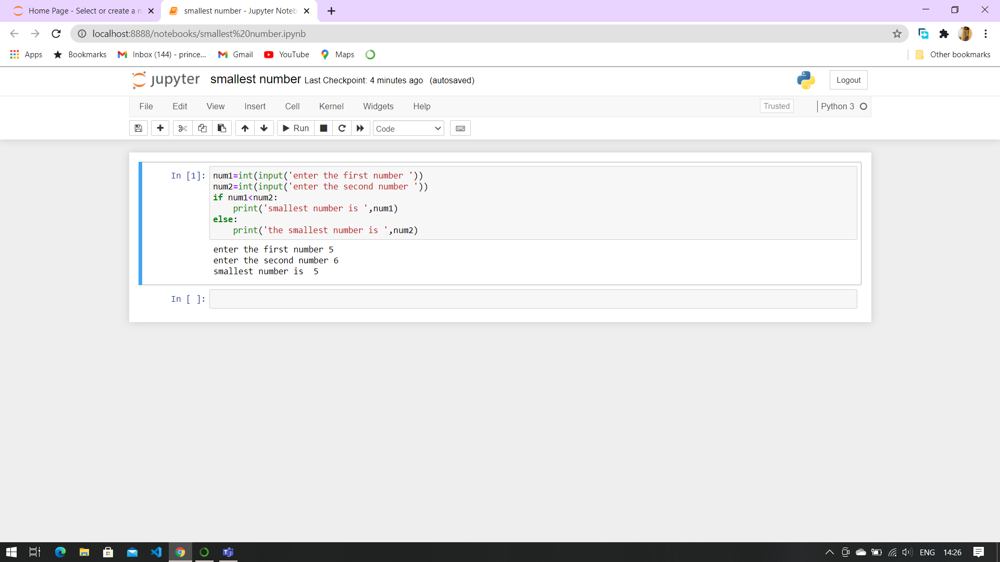 Home Page - Select or create a n
smallest number - Jupyter Noteb
localhost:8888/notebooks/smallest%20number.ipynb
Apps
Bookmarks
Inbox (144) - prince...
Gmail
YouTube
Maps
Other bookmarks
jupyter
smallest number Last Checkpoint: 4 minutes ago (autosaved)
Logout
File Edit View Insert Cell Kernel Widgets Help
Trusted
Python 3
Run
Code
In [1]:
num1=int(input('enter the first number '))
num2=int(input('enter the second number '))
if num1<num2:
    print('smallest number is ',num1)
else:
    print('the smallest number is ',num2)
enter the first number 5
enter the second number 6
smallest number is  5
In [ ]:
ENG
14:26